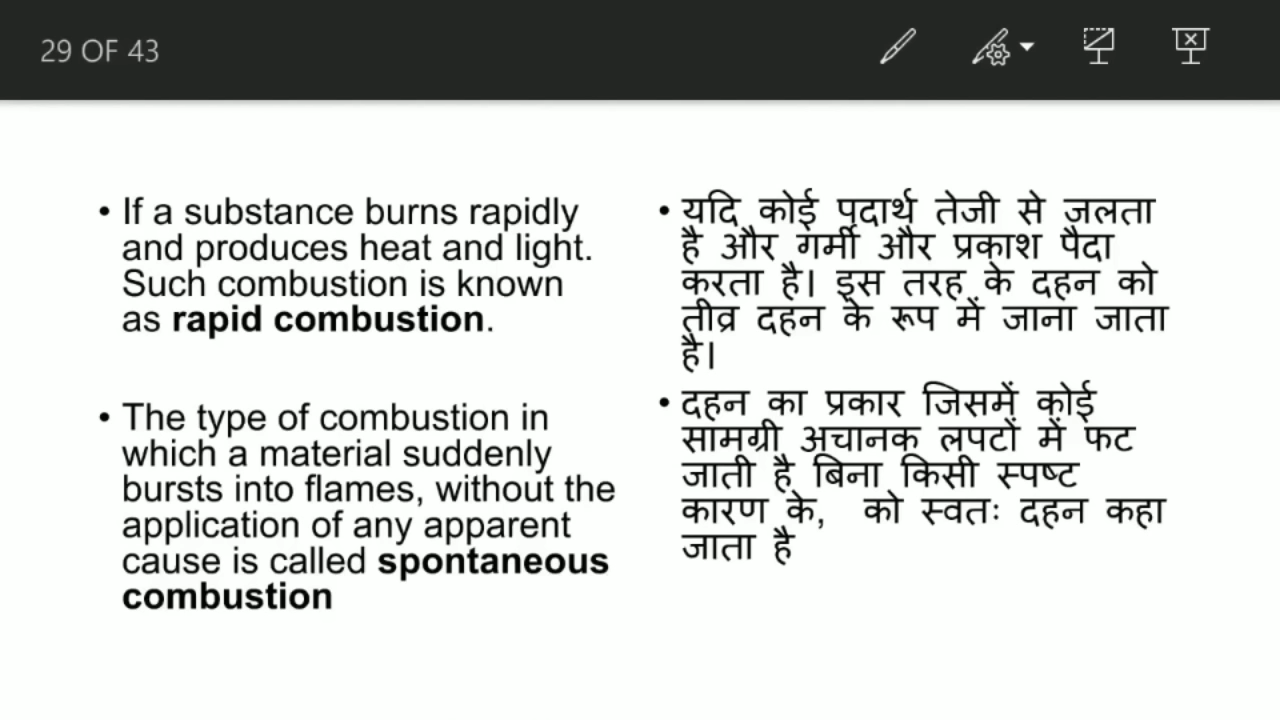 29 OF 43
• If a substance burns rapidly
and produces heat and light.
Such combustion is known
as rapid combustion.
• The type of combustion in
which a material suddenly
bursts into flames, without the
application of any apparent
cause is called spontaneous
combustion
• यदि कोई पदार्थ तेजी से जलता
है और गर्मी और प्रकाश पैदा
करता है। इस तरह के दहन को
तीव्र दहन के रूप में जाना जाता
है।
• दहन का प्रकार जिसमें कोई
सामग्री अचानक लपटों में फट
जाती है बिना किसी स्पष्ट
कारण के, को स्वतः दहन कहा
जाता है